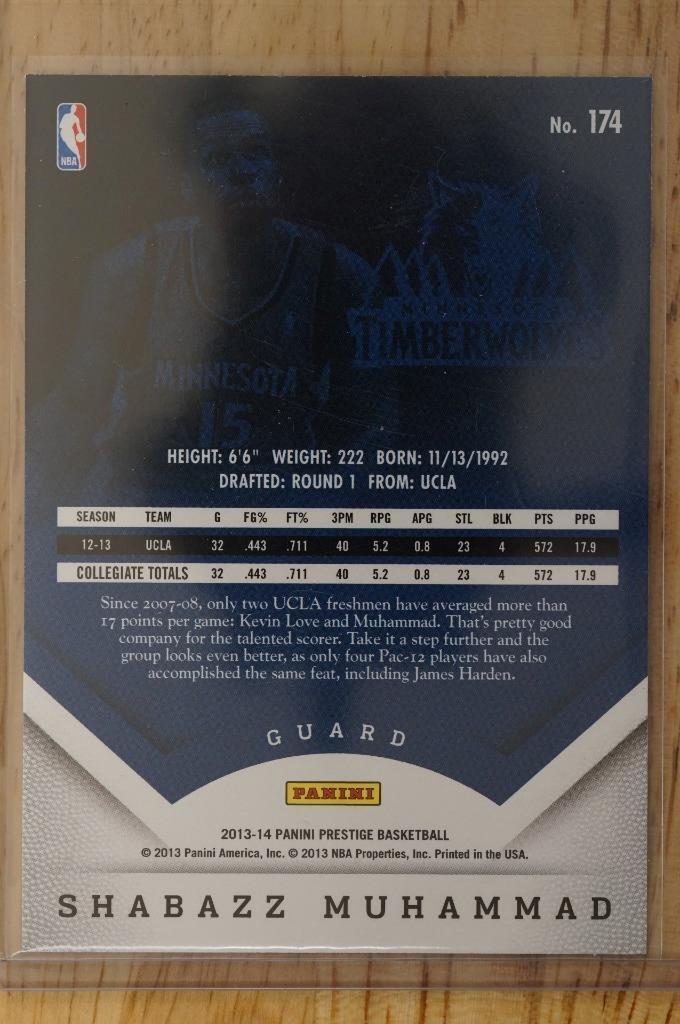 NBA
No. 174
MINNESOTA
TIMBERWOLVES
MINNESOTA
15
HEIGHT: 6'6" WEIGHT: 222 BORN: 11/13/1992
DRAFTED: ROUND 1 FROM: UCLA
SEASON TEAM G FG% FT% 3PM RPG APG STL BLK PTS PPG
12-13 UCLA 32 .443 .711 40 5.2 0.8 23 4 572 17.9
COLLEGIATE TOTALS 32 .443 .711 40 5.2 0.8 23 4 572 17.9
Since 2007-08, only two UCLA freshmen have averaged more than
17 points per game: Kevin Love and Muhammad. That's pretty good
company for the talented scorer. Take it a step further and the
group looks even better, as only four Pac-12 players have also
accomplished the same feat, including James Harden.
GUARD
PANINI
2013-14 PANINI PRESTIGE BASKETBALL
© 2013 Panini America, Inc. © 2013 NBA Properties, Inc. Printed in the USA.
SHABAZZ MUHAMMAD